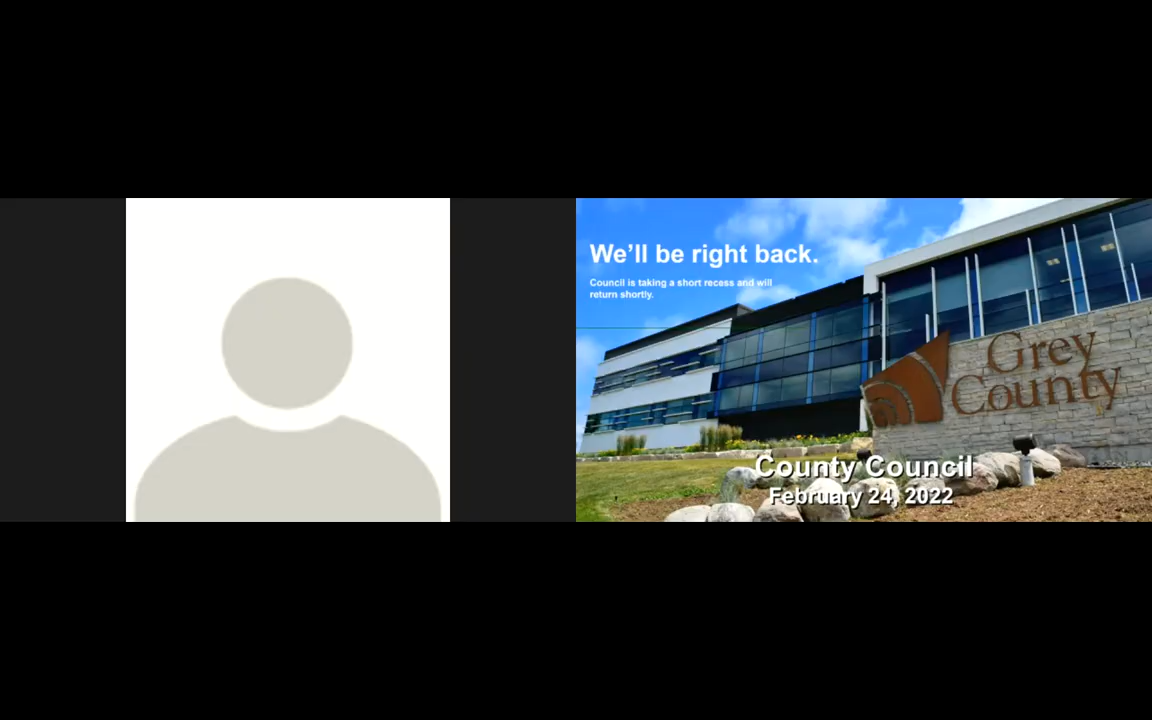 We'll be right back.
Council is taking a short recess and will
return shortly.
Grey
County
County Council
February 24, 2022